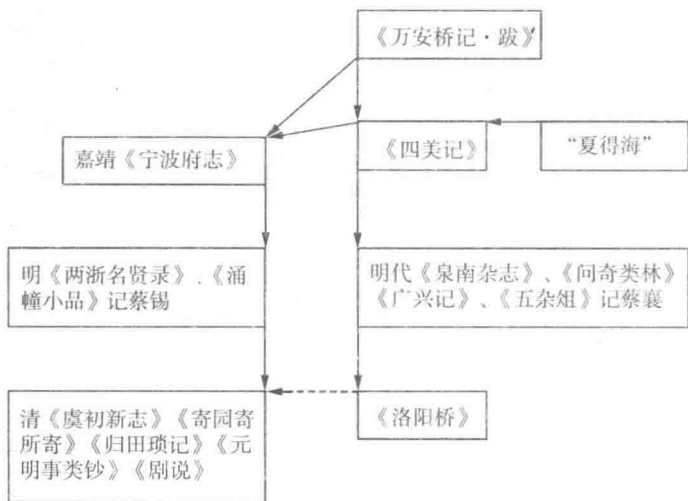 《万安桥记·跋》
嘉靖《宁波府志》
《四美记》
“夏得海”
明《两浙名贤录》、《涌
幢小品》记蔡锡
明代《泉南杂志》、《问奇类林》
《广兴记》、《五杂俎》记蔡襄
清《虞初新志》《寄园寄
所寄》《归田琐记》《元
明事类钞》《剧说》
《洛阳桥》